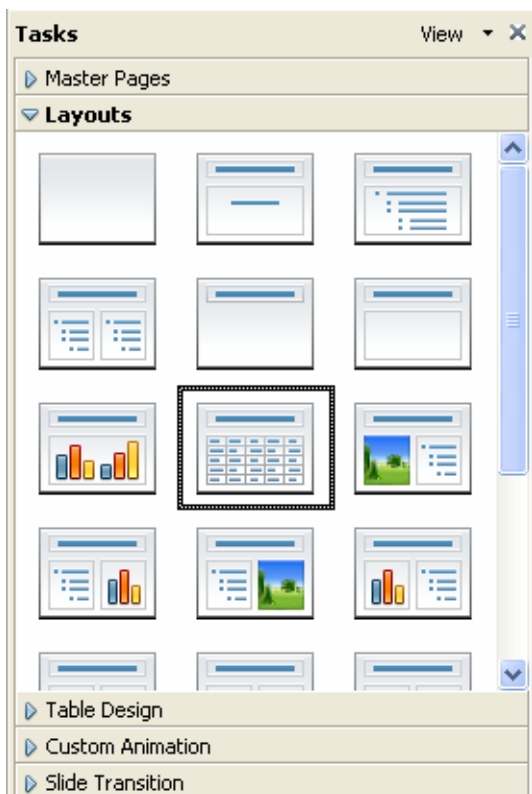 Tasks View
Master Pages
Layouts
Table Design
Custom Animation
Slide Transition